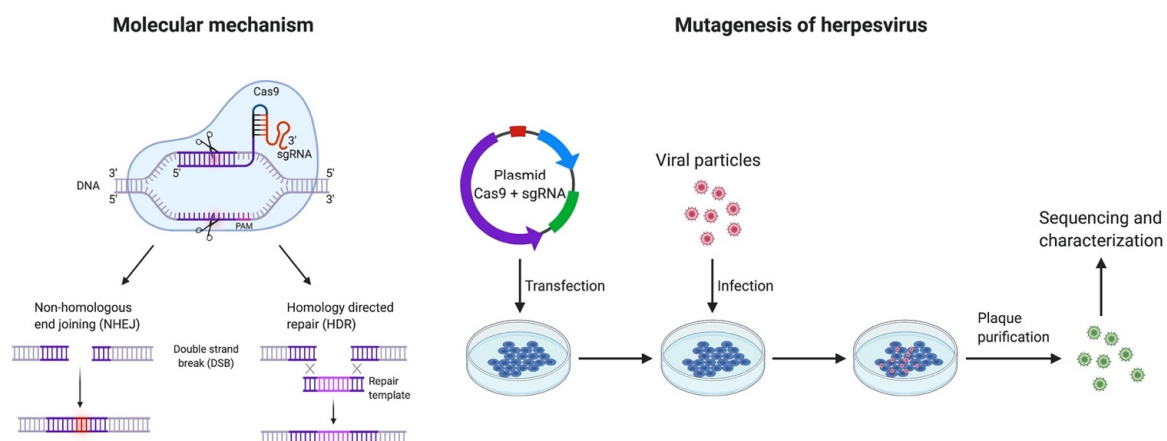 Molecular mechanism
Cas9
3'
sgRNA
3'
5'
5'
DNA
5'
3'
PAM
Non-homologous
end joining (NHEJ)
Homology directed
repair (HDR)
Double strand
break (DSB)
Repair
template
Mutagenesis of herpesvirus
Plasmid
Cas9 + sgRNA
Viral particles
Transfection
Infection
Plaque
purification
Sequencing and
characterization